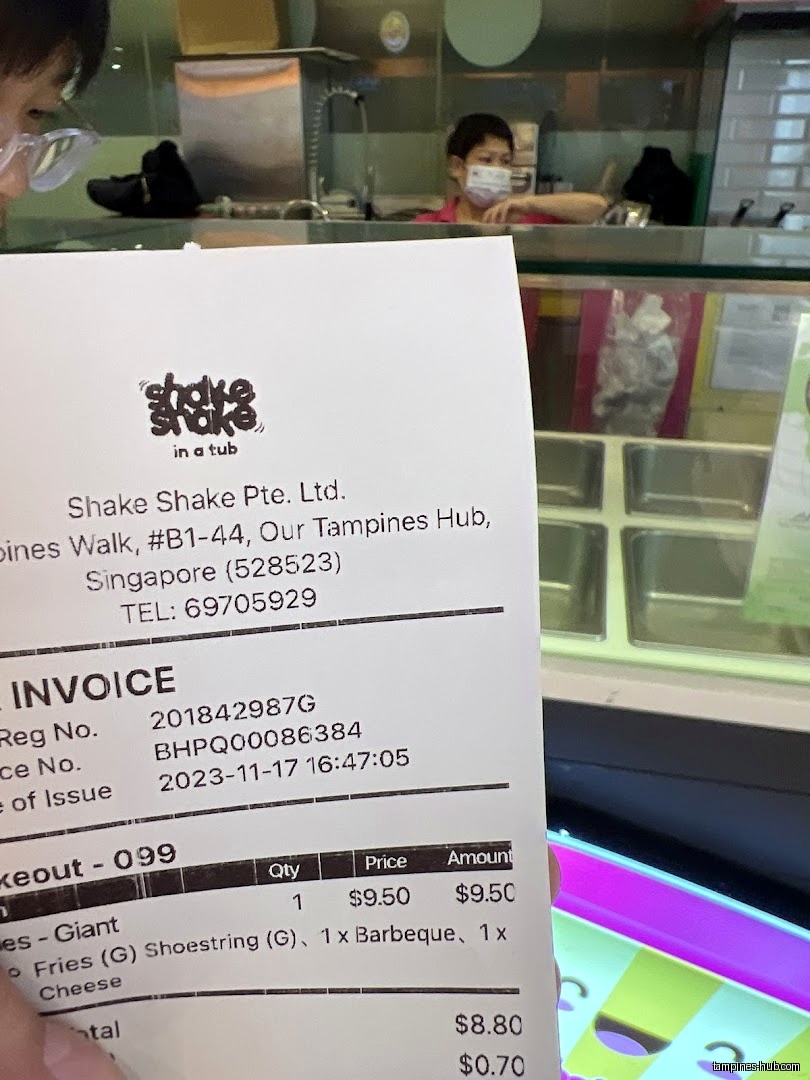 shake
shake
in a tub
Shake Shake Pte. Ltd.
pines Walk, #B1-44, Our Tampines Hub,
Singapore (528523)
TEL: 69705929
INVOICE
Reg No. 201842987G
ce No. BHPQ00086384
e of Issue 2023-11-17 16:47:05
keout - 099
Qty Price Amount
es - Giant 1 $9.50 $9.50
Fries (G) Shoestring (G)、1 x Barbeque、1 x
Cheese
otal $8.80
$0.70
tampines-hub.com